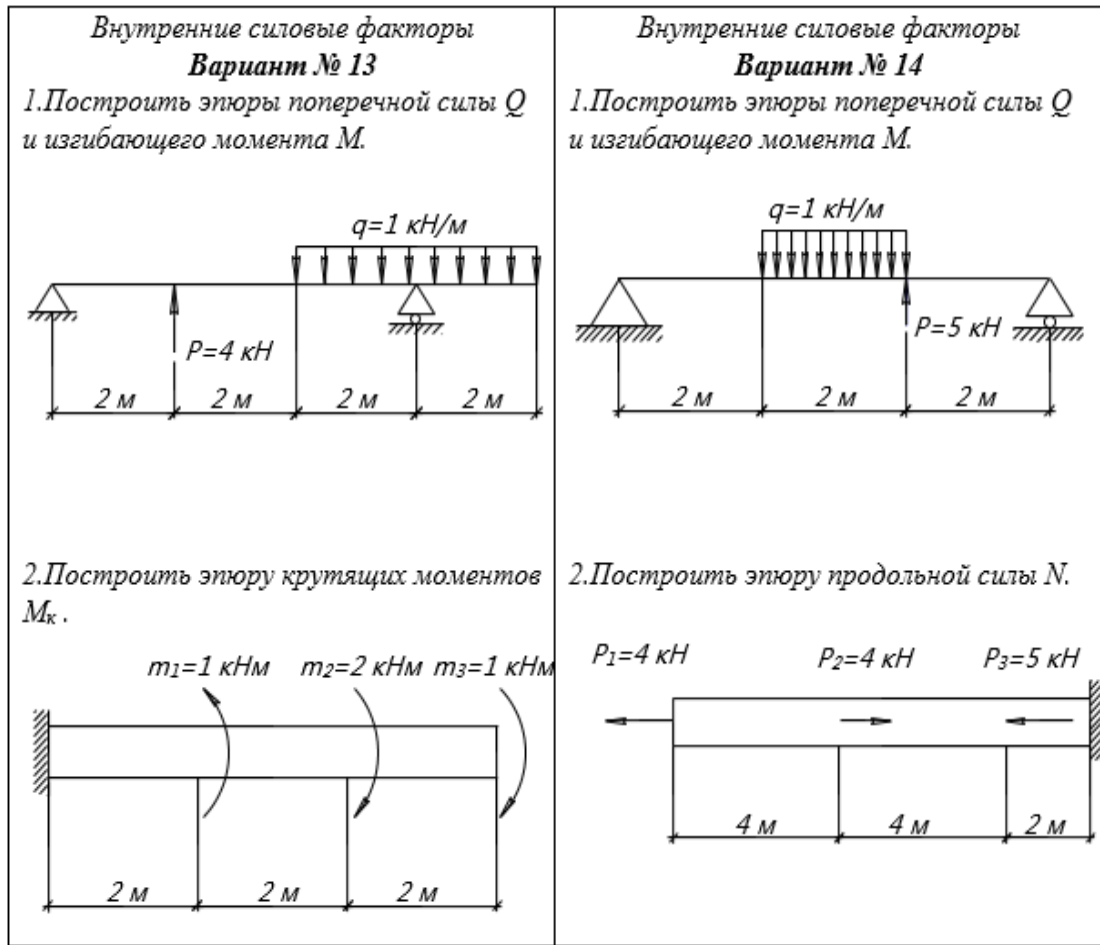 Внутренние силовые факторы
Вариант № 13
1.Построить эпюры поперечной силы Q
и изгибающего момента М.
q=1 кН/м
P=4 кН
2 м
2 м
2 м
2 м
2.Построить эпюру крутящих моментов
Мк .
m1=1 кНм
m2=2 кНм
m3=1 кНм
2 м
2 м
2 м
Внутренние силовые факторы
Вариант № 14
1.Построить эпюры поперечной силы Q
и изгибающего момента М.
q=1 кН/м
P=5 кН
2 м
2 м
2 м
2.Построить эпюру продольной силы N.
P1=4 кН
P2=4 кН
P3=5 кН
4 м
4 м
2 м